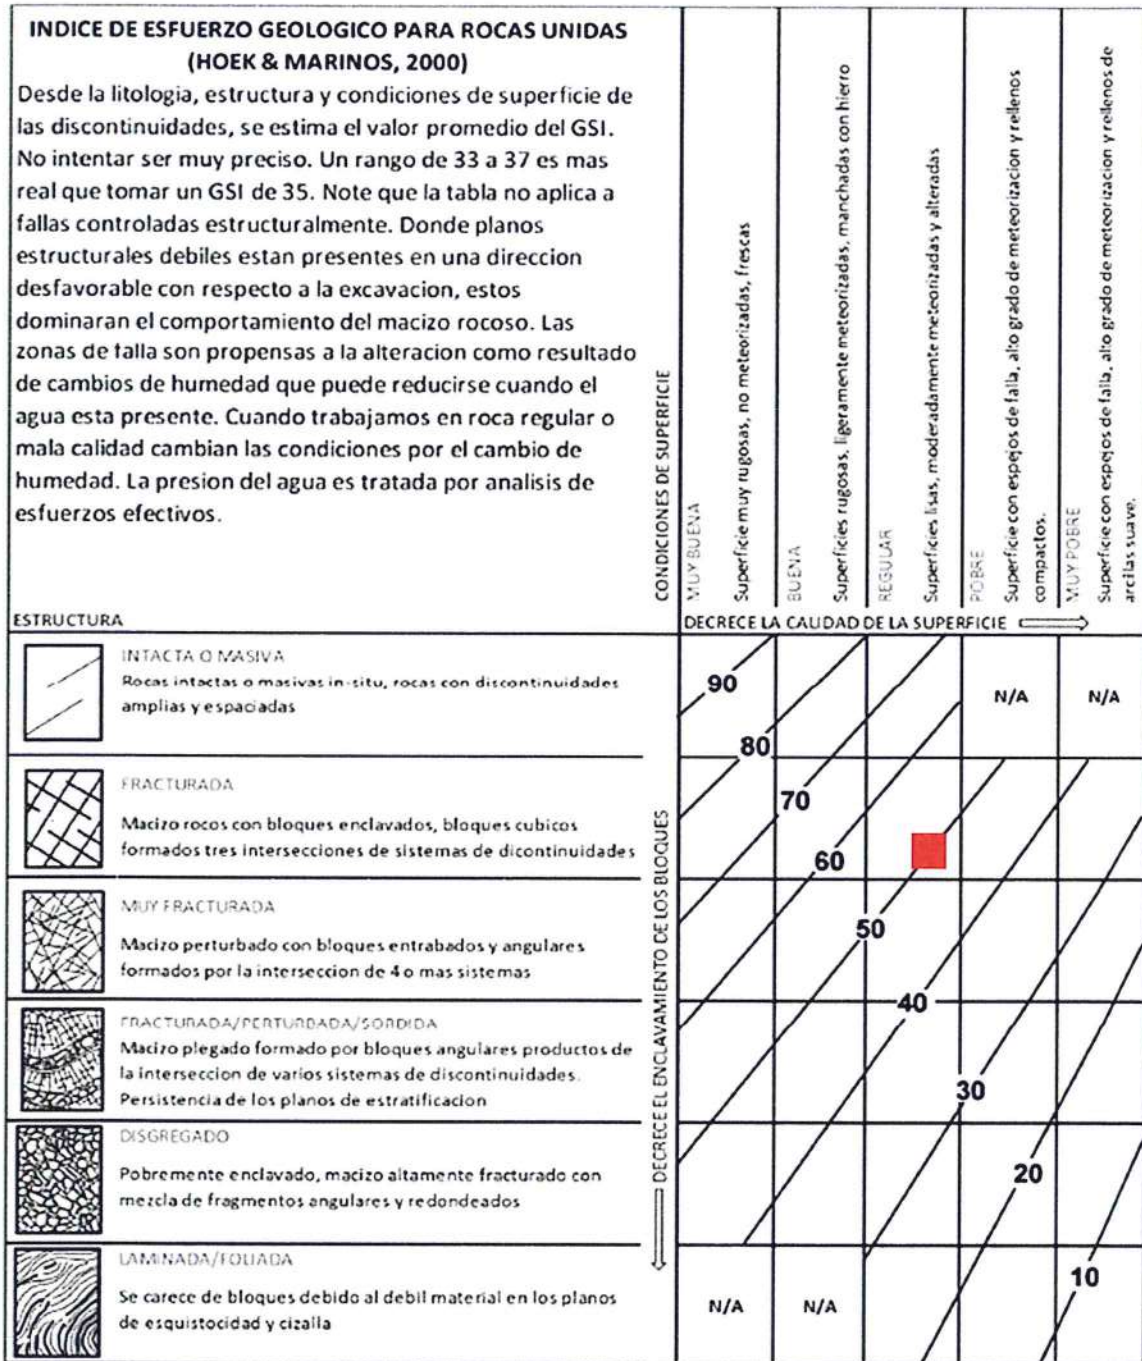 INDICE DE ESFUERZO GEOLOGICO PARA ROCAS UNIDAS
(HOEK & MARINOS, 2000)
Desde la litologia, estructura y condiciones de superficie de
las discontinuidades, se estima el valor promedio del GSI.
No intentar ser muy preciso. Un rango de 33 a 37 es mas
real que tomar un GSI de 35. Note que la tabla no aplica a
fallas controladas estructuralmente. Donde planos
estructurales debiles estan presentes en una direccion
desfavorable con respecto a la excavacion, estos
dominaran el comportamiento del macizo rocoso. Las
zonas de falla son propensas a la alteracion como resultado
de cambios de humedad que puede reducirse cuando el
agua esta presente. Cuando trabajamos en roca regular o
mala calidad cambian las condiciones por el cambio de
humedad. La presion del agua es tratada por analisis de
esfuerzos efectivos.
CONDICIONES DE SUPERFICIE
MUY BUENA
Superficie muy rugosas, no meteorizadas, frescas
BUENA
Superficies rugosas, ligeramente meteorizadas, manchadas con hierro
REGULAR
Superficies lisas, moderadamente meteorizadas y alteradas
POBRE
Superficie con espejos de falla, alto grado de meteorizacion y rellenos
compactos.
MUY POBRE
Superficie con espejos de falla, alto grado de meteorizacion y rellenos de
arcilas suave.
ESTRUCTURA
DECRECE LA CALIDAD DE LA SUPERFICIE
INTACTA O MASIVA
Rocas intactas o masivas in-situ, rocas con discontinuidades
amplias y espaciadas
FRACTURADA
Macizo rocos con bloques enclavados, bloques cubicos
formados tres intersecciones de sistemas de dicontinuidades
MUY FRACTURADA
Macizo perturbado con bloques entrabados y angulares
formados por la interseccion de 4 o mas sistemas
FRACTURADA/PERTURBADA/SORDIDA
Macizo plegado formado por bloques angulares productos de
la interseccion de varios sistemas de discontinuidades.
Persistencia de los planos de estratificacion
DISGREGADO
Pobremente enclavado, macizo altamente fracturado con
mezcla de fragmentos angulares y redondeados
LAMINADA/FOLIADA
Se carece de bloques debido al debil material en los planos
de esquistocidad y cizalla
DECRECE EL ENCLAVAMIENTO DE LOS BLOQUES
90
N/A
N/A
80
70
60
50
40
30
20
10
N/A
N/A